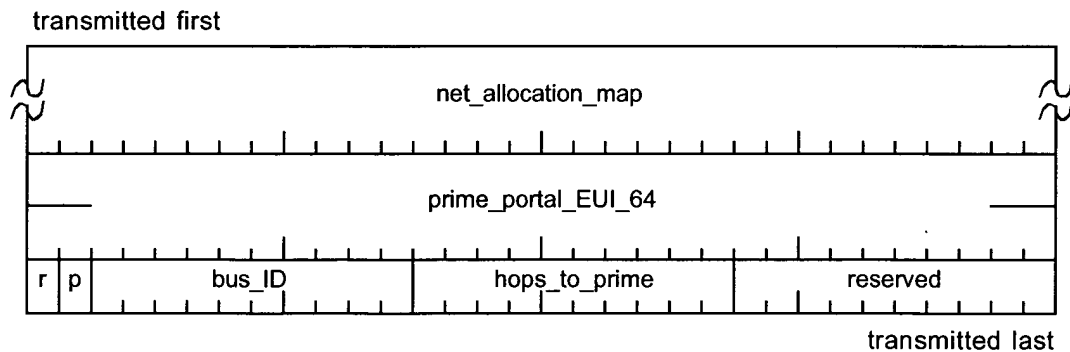 transmitted first
net_allocation_map
prime_portal_EUI_64
r p bus_ID hops_to_prime reserved
transmitted last